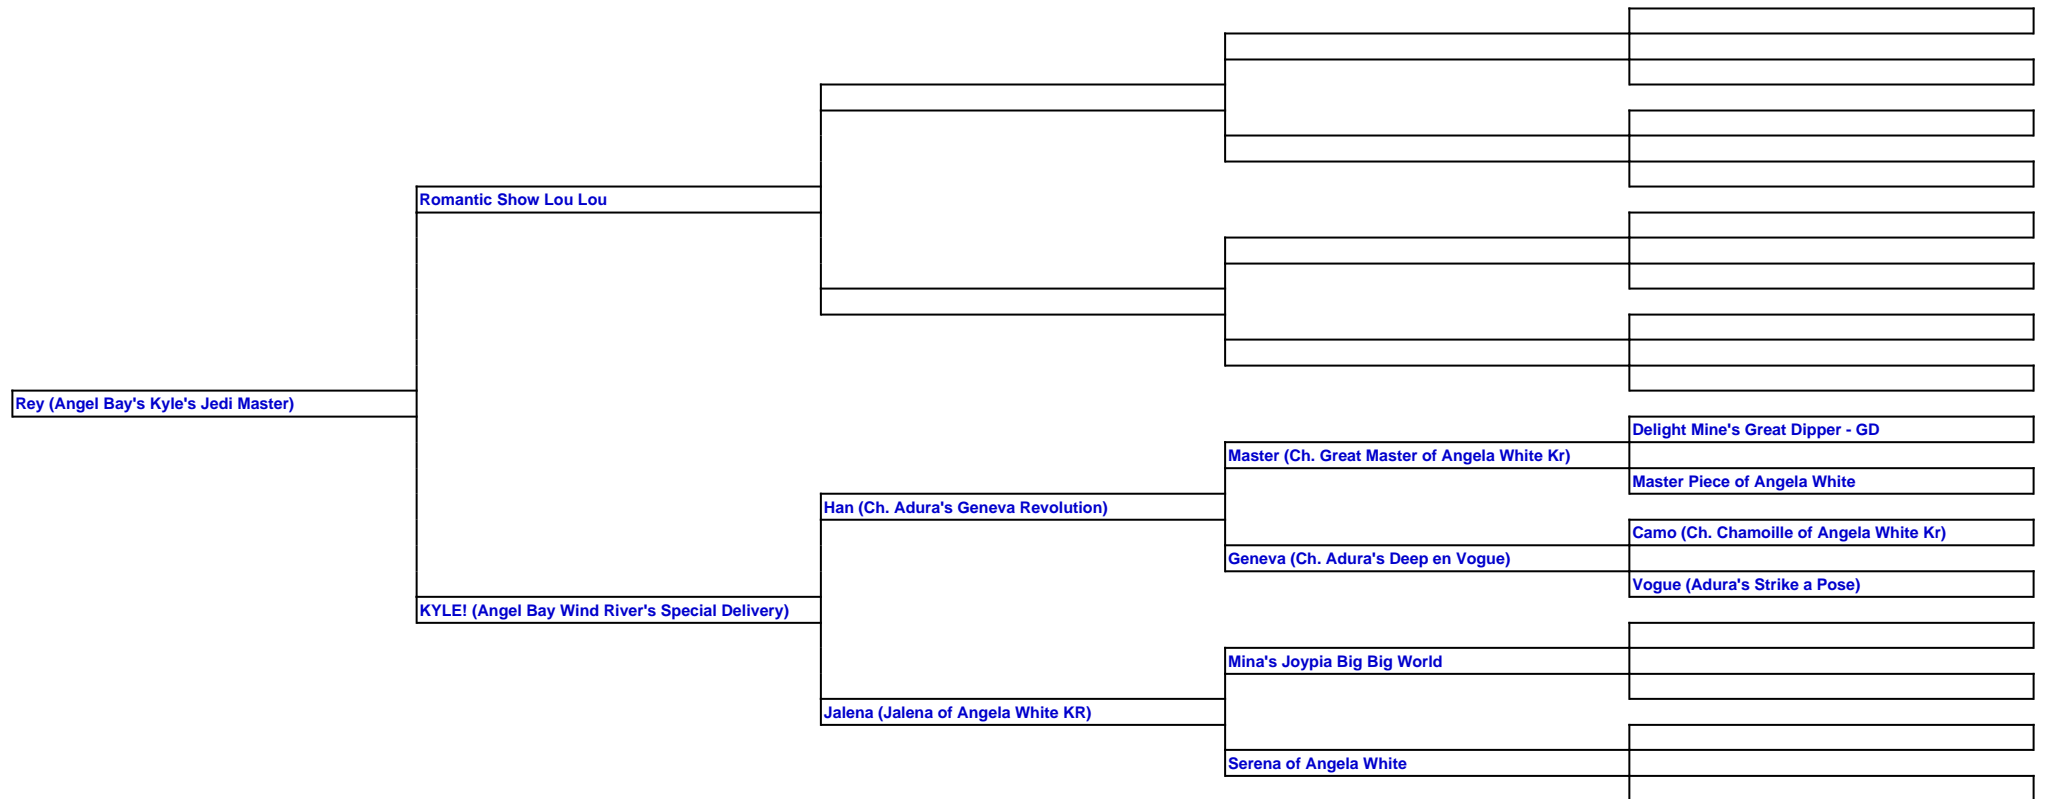 Romantic Show Lou Lou
Rey (Angel Bay's Kyle's Jedi Master)
Delight Mine's Great Dipper - GD
Master (Ch. Great Master of Angela White Kr)
Master Piece of Angela White
Han (Ch. Adura's Geneva Revolution)
Camo (Ch. Chamoille of Angela White Kr)
Geneva (Ch. Adura's Deep en Vogue)
Vogue (Adura's Strike a Pose)
KYLE! (Angel Bay Wind River's Special Delivery)
Mina's Joypia Big Big World
Jalena (Jalena of Angela White KR)
Serena of Angela White